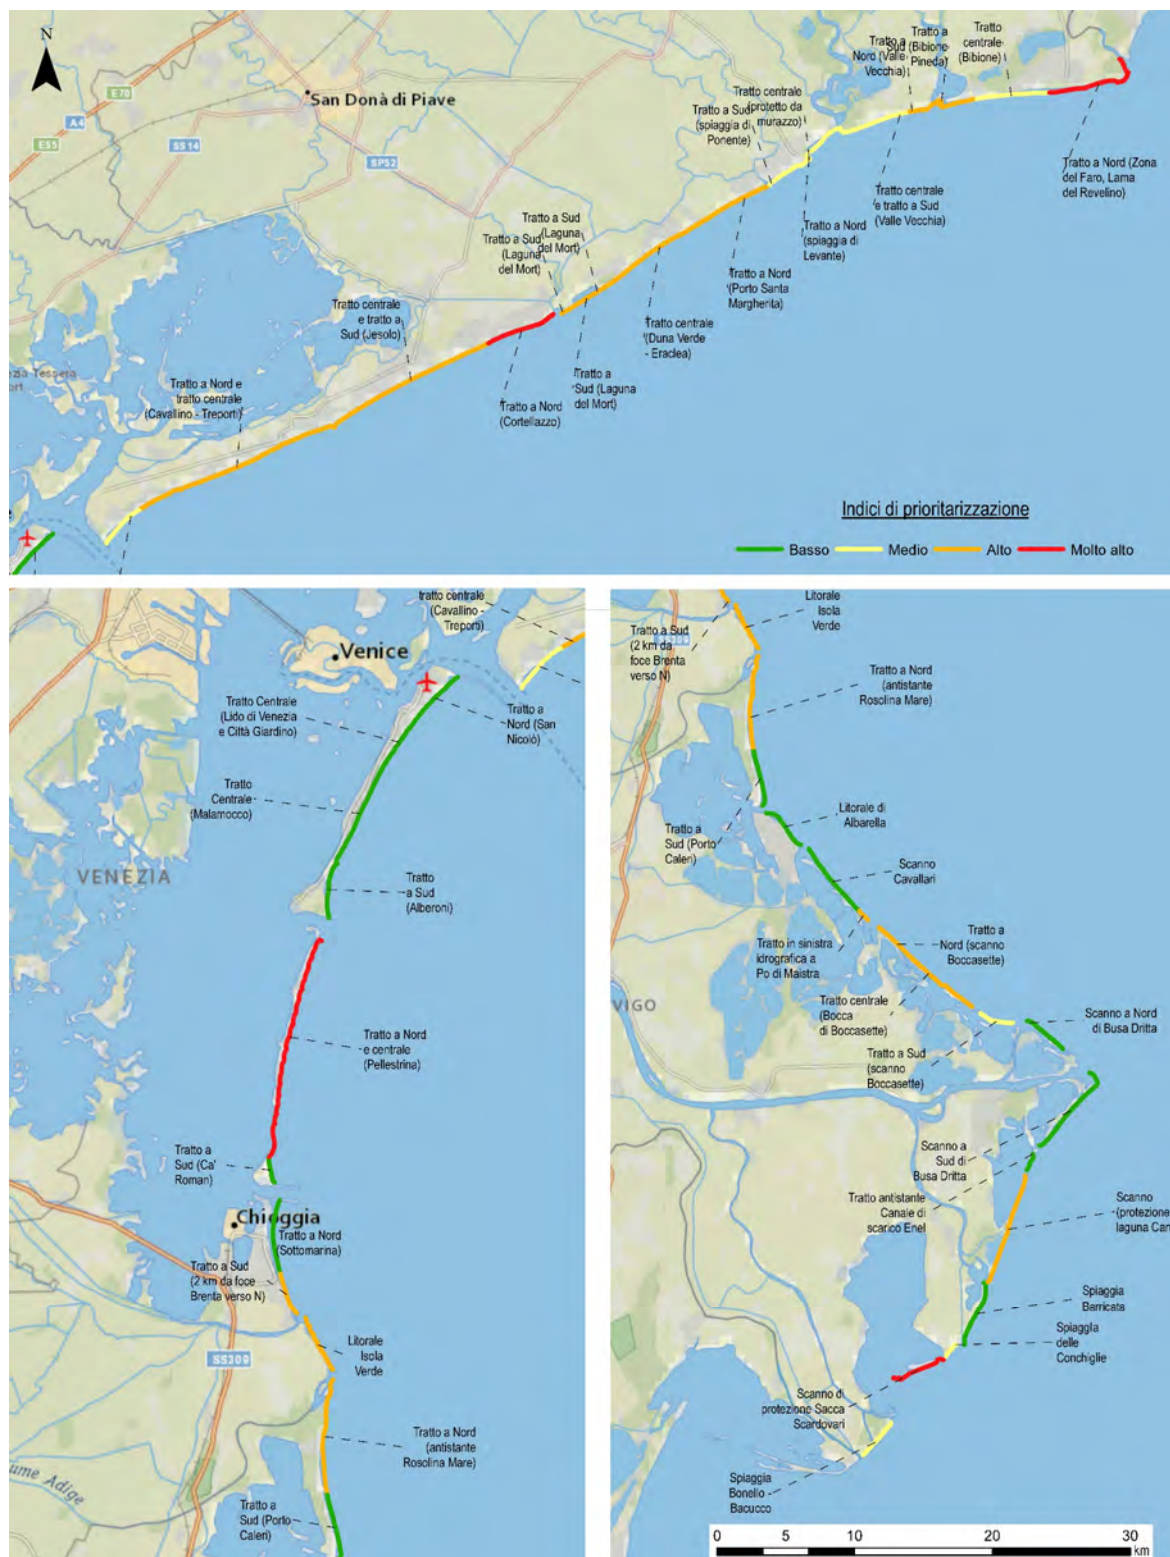 N
E70
A4
E55
SS 14
San Donà di Piave
SP52
Tratto a
Sud (Bibione
Pineda)
Tratto
centrale
(Bibione)
Tratto a
Nord (Valle
Vecchia)
Tratto centrale
(protetto da
murazzo)
Tratto a Sud
(spiaggia di
Ponente)
Tratto a Nord (Zona
del Faro, Lama
del Revelino)
Tratto centrale
e tratto a Sud
(Valle Vecchia)
Tratto a Nord
(spiaggia di
Levante)
Tratto a Sud
(Laguna
del Mort)
Tratto a Sud
(Laguna
del Mort)
Tratto a Nord
(Porto Santa
Margherita)
Tratto centrale
(Duna Verde
- Eraclea)
Tratto a
Sud (Laguna
del Mort)
Tratto a Nord
(Cortellazzo)
Tratto centrale
e tratto a
Sud (Jesolo)
Tratto a Nord e
tratto centrale
(Cavallino - Treporti)
Indici di prioritarizzazione
Basso
Medio
Alto
Molto alto
tratto centrale
(Cavallino -
Treporti)
Venice
Tratto Centrale
(Lido di Venezia
e Città Giardino)
Tratto a
Nord (San
Nicolò)
Tratto
Centrale
(Malamocco)
VENEZIA
Tratto
a Sud
(Alberoni)
Tratto a Nord
e centrale
(Pellestrina)
Tratto a
Sud (Ca'
Roman)
Chioggia
Tratto a Nord
(Sottomarina)
Tratto a Sud
(2 km da foce
Brenta verso N)
Litorale
Isola
Verde
SS309
Tratto a Nord
(antistante
Rosolina Mare)
ume Adige
Tratto a
Sud (Porto
Caleri)
Litorale
Isola
Verde
Tratto a Sud
(2 km da
foce Brenta
verso N)
SS309
Tratto a Nord
(antistante
Rosolina Mare)
Tratto a
Sud (Porto
Caleri)
Litorale di
Albarella
Scanno
Cavallari
Tratto in sinistra
idrografica a
Po di Maistra
Tratto a
Nord (scanno
Boccasette)
VIGO
Tratto centrale
(Bocca
di Boccasette)
Scanno a Nord
di Busa Dritta
Tratto a Sud
(scanno
Boccasette)
Scanno a
Sud di
Busa Dritta
Tratto antistante
Canale di
scarico Enel
Scanno
(protezione
laguna Can
Spiaggia
Barricata
Spiaggia
delle
Conchiglie
Scanno di
protezione Sacca
Scardovari
Spiaggia
Bonello
Bacucco
0 5 10 20 30
km